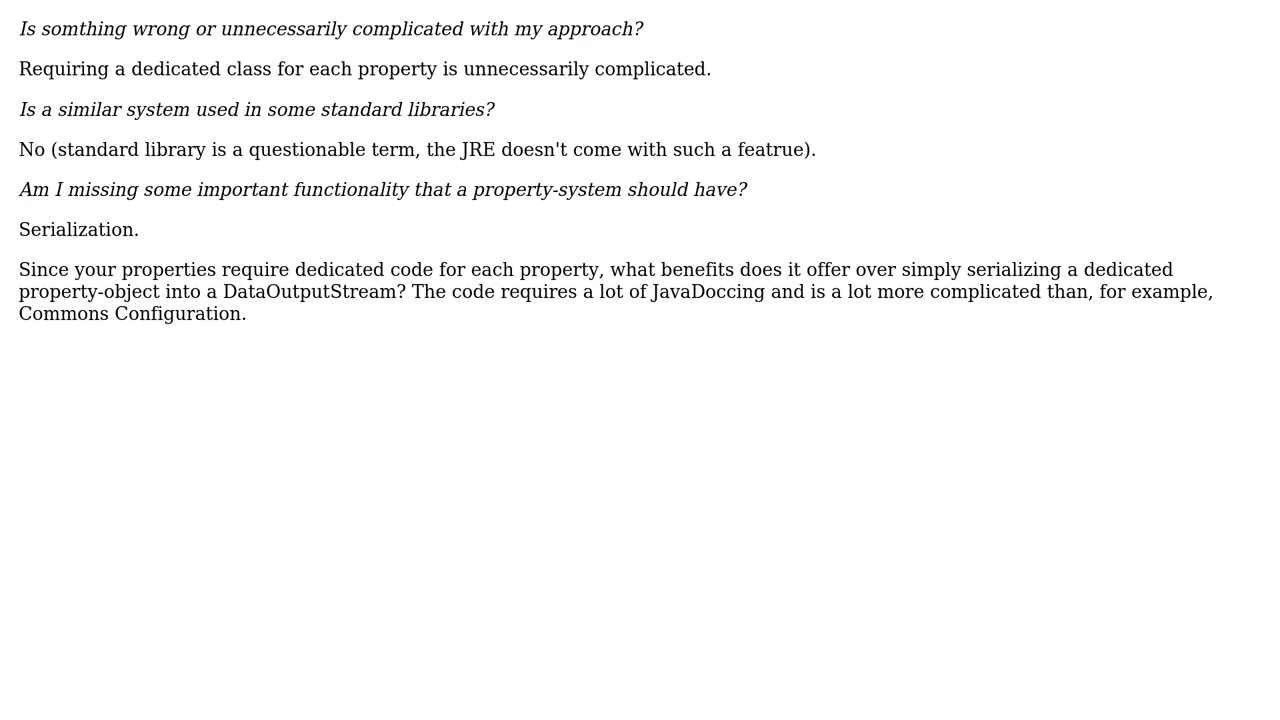 Is somthing wrong or unnecessarily complicated with my approach?
Requiring a dedicated class for each property is unnecessarily complicated.
Is a similar system used in some standard libraries?
No (standard library is a questionable term, the JRE doesn't come with such a featrue).
Am I missing some important functionality that a property-system should have?
Serialization.
Since your properties require dedicated code for each property, what benefits does it offer over simply serializing a dedicated
property-object into a DataOutputStream? The code requires a lot of JavaDoccing and is a lot more complicated than, for example,
Commons Configuration.